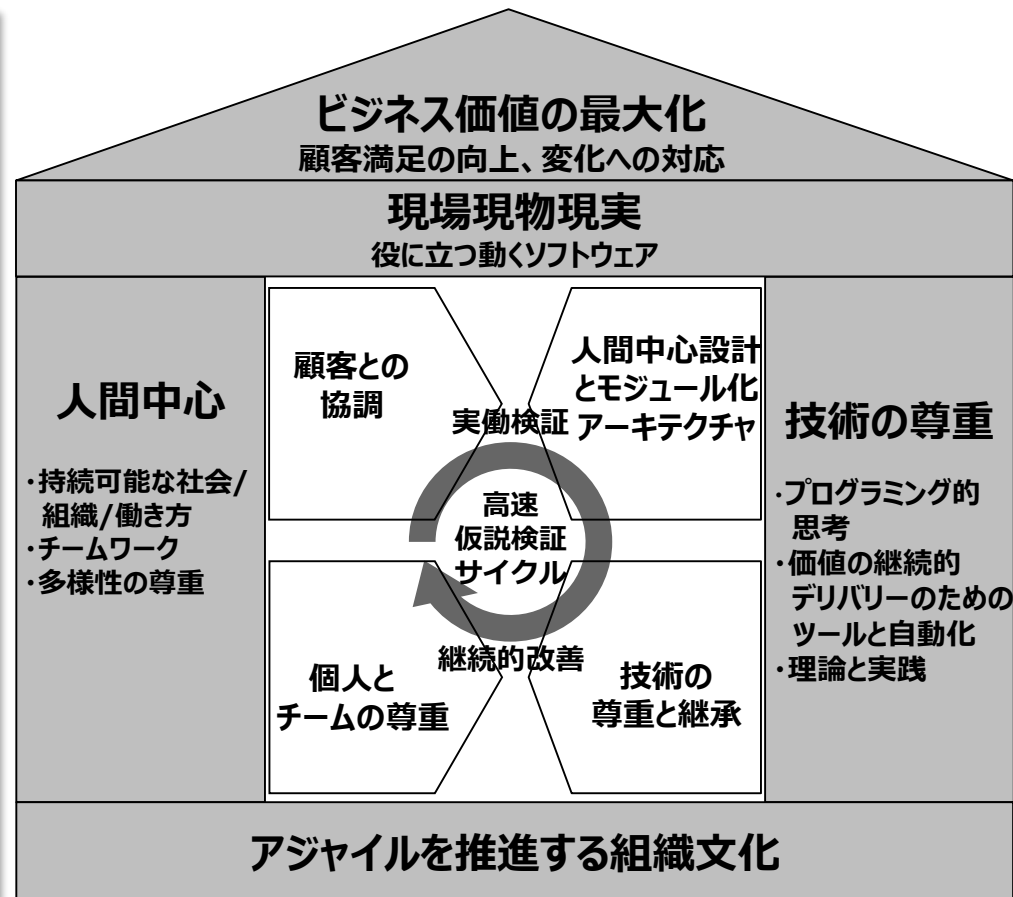 ビジネス価値の最大化
顧客満足の向上、変化への対応
現場現物現実
役に立つ動くソフトウェア
人間中心
・持続可能な社会/
組織/働き方
・チームワーク
・多様性の尊重
顧客との
協調
人間中心設計
とモジュール化
アーキテクチャ
実働検証
高速
仮説検証
サイクル
継続的改善
個人と
チームの尊重
技術の
尊重と継承
技術の尊重
・プログラミング的
思考
・価値の継続的
デリバリーのための
ツールと自動化
・理論と実践
アジャイルを推進する組織文化